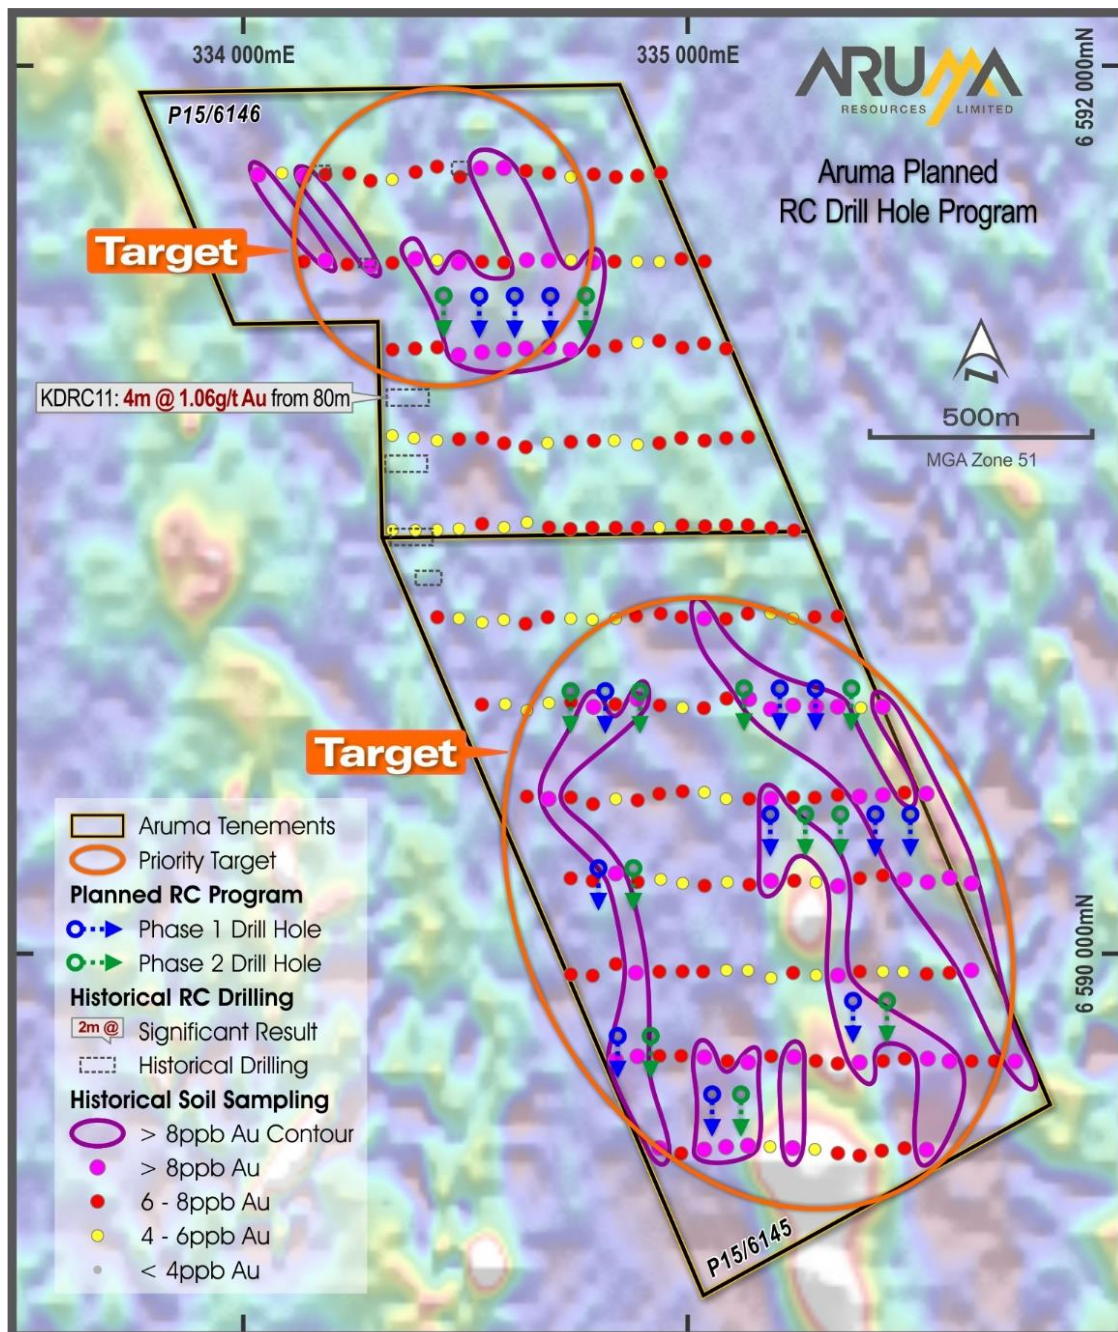 334 000mE
335 000mE
6 592 000mN
ARUMA
RESOURCES LIMITED
P15/6146
Aruma Planned
RC Drill Hole Program
Target
KDRC11: 4m @ 1.06g/t Au from 80m
500m
MGA Zone 51
Target
Aruma Tenements
Priority Target
Planned RC Program
Phase 1 Drill Hole
Phase 2 Drill Hole
Historical RC Drilling
2m @ Significant Result
Historical Drilling
Historical Soil Sampling
> 8ppb Au Contour
> 8ppb Au
6 - 8ppb Au
4 - 6ppb Au
< 4ppb Au
6 590 000mN
P15/6145